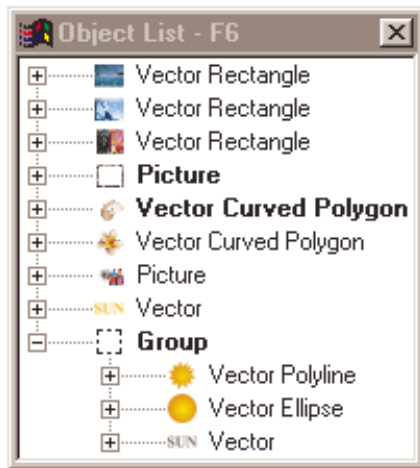 Object List - F6
Vector Rectangle
Vector Rectangle
Vector Rectangle
Picture
Vector Curved Polygon
Vector Curved Polygon
Picture
SUN Vector
Group
Vector Polyline
Vector Ellipse
SUN Vector